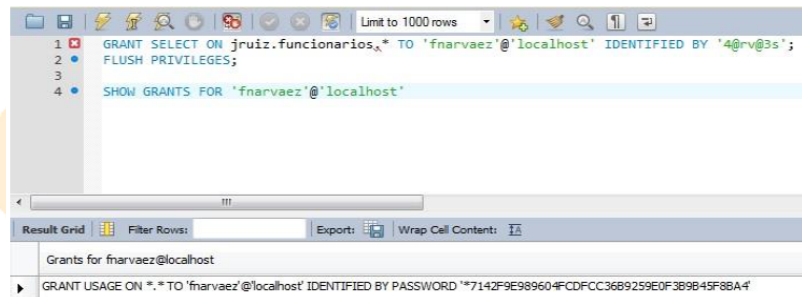 Limit to 1000 rows
1 GRANT SELECT ON jruiz.funcionarios.* TO 'fnarvaez'@'localhost' IDENTIFIED BY '4@rv@3s';
2 FLUSH PRIVILEGES;
3
4 SHOW GRANTS FOR 'fnarvaez'@'localhost'
Result Grid Filter Rows: Export: Wrap Cell Content:
Grants for fnarvaez@localhost
GRANT USAGE ON *.* TO 'fnarvaez'@'localhost' IDENTIFIED BY PASSWORD '*7142F9E989604FCDFCC36B9259E0F3B9B45F8BA4'